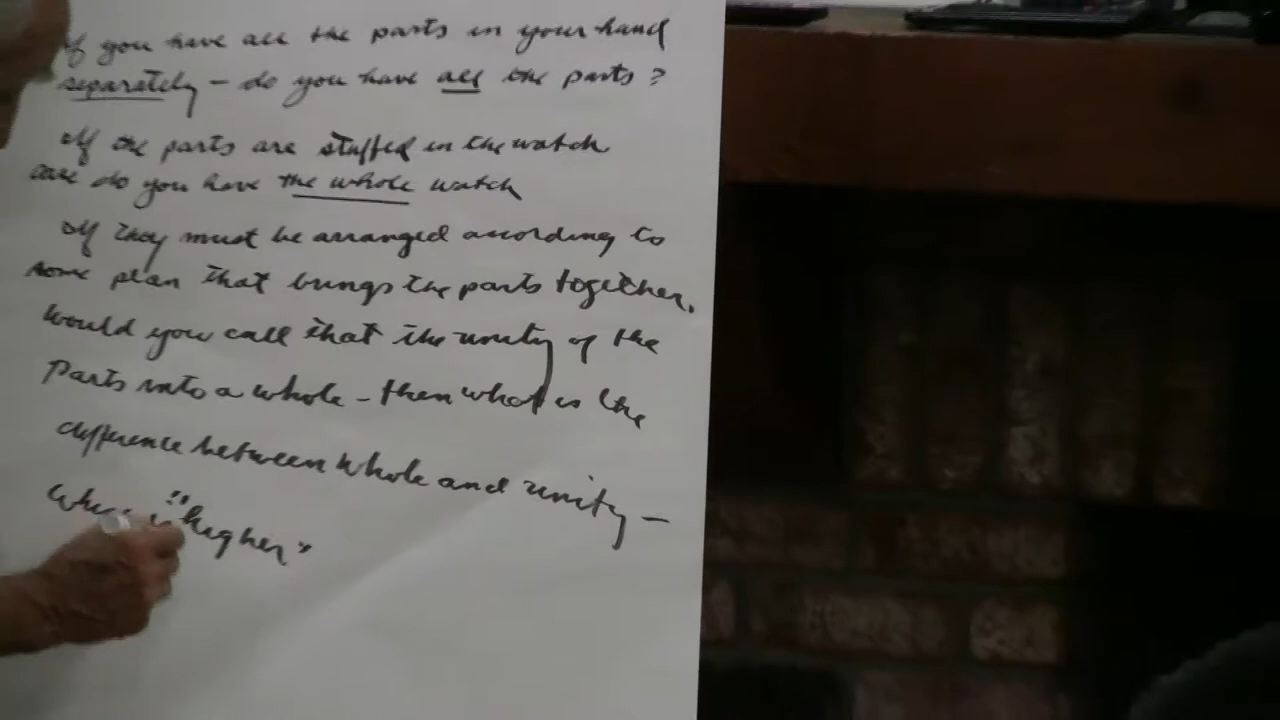 If you have all the parts in your hand
separately – do you have all the parts?
If the parts are stuffed in the watch
case do you have the whole watch
If they must be arranged according to
some plan that brings the parts together.
Would you call that the unity of the
Parts into a whole – then what is the
difference between whole and unity –
is "higher"